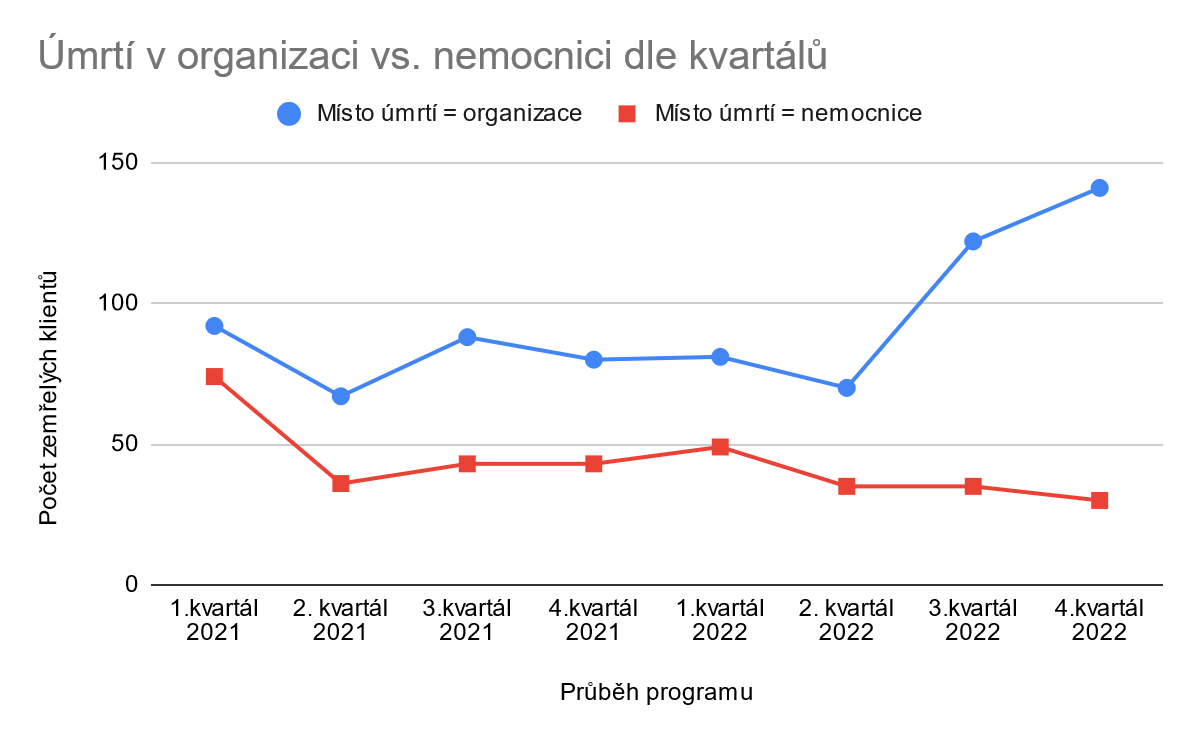 Úmrtí v organizaci vs. nemocnici dle kvartálů
Místo úmrtí = organizace
Místo úmrtí = nemocnice
150
100
50
0
Počet zemřelých klientů
1.kvartál 2021
2. kvartál 2021
3.kvartál 2021
4.kvartál 2021
1.kvartál 2022
2. kvartál 2022
3.kvartál 2022
4.kvartál 2022
Průběh programu